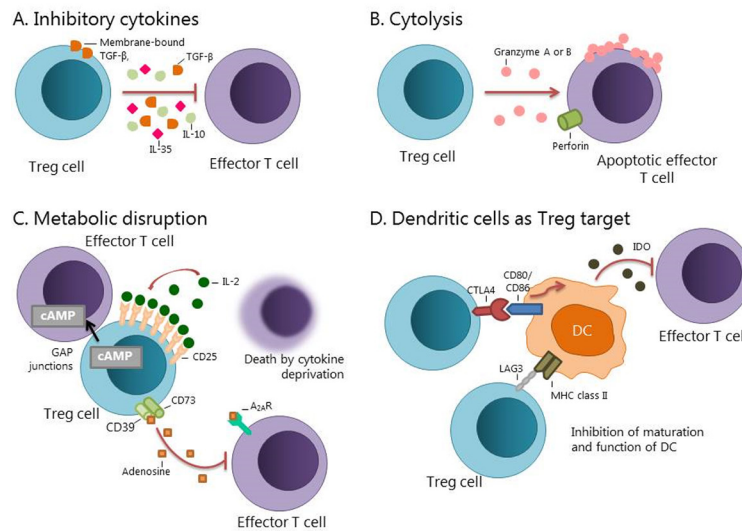 A. Inhibitory cytokines
Membrane-bound
TGF-β,
TGF-β
IL-10
IL-35
Treg cell
Effector T cell
B. Cytolysis
Granzyme A or B
Perforin
Treg cell
Apoptotic effector
T cell
C. Metabolic disruption
Effector T cell
IL-2
cAMP
GAP
junctions
cAMP
CD25
Death by cytokine
deprivation
Treg cell
CD73
CD39
A2AR
Adenosine
Effector T cell
D. Dendritic cells as Treg target
IDO
CD80/
CD86
CTLA4
DC
Effector T cell
LAG3
MHC class II
Inhibition of maturation
and function of DC
Treg cell